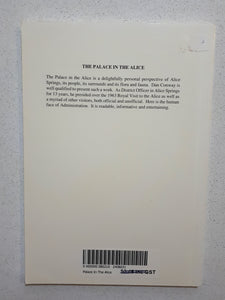 THE PALACE IN THE ALICE
The Palace in the Alice is a delightfully personal perspective of Alice
Springs, its people, its surrounds and its flora and fauna. Dan Conway is
well qualified to present such a work. As District Officer in Alice Springs
for 13 years, he presided over the 1963 Royal Visit to the Alice as well as
a myriad of other visitors, both official and unofficial. Here is the human
face of Administration. It is readable, informative and entertaining.
Palace In The Alice